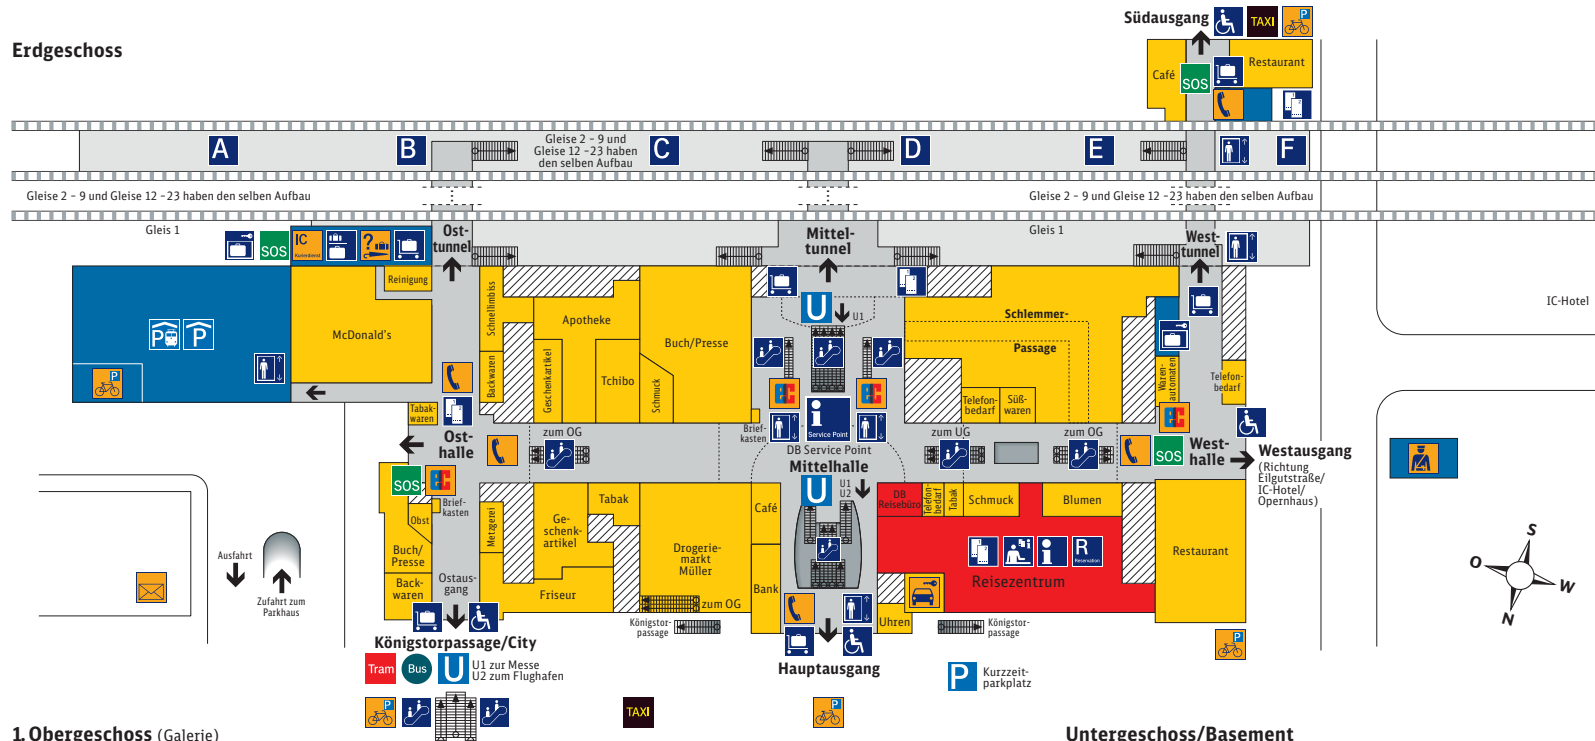 Erdgeschoss
Südausgang
TAXI
P
Café
SOS
Restaurant
A
B
Gleise 2 - 9 und
Gleise 12 -23 haben
den selben Aufbau
C
D
E
F
Gleise 2 - 9 und Gleise 12 -23 haben den selben Aufbau
Gleise 2 - 9 und Gleise 12 -23 haben den selben Aufbau
Gleis 1
SOS
IC
Kurierdienst
?
Ost-
tunnel
Mittel-
tunnel
Gleis 1
West-
tunnel
IC-Hotel
Reinigung
McDonald's
P
P
P
Schnellimbiss
Backwaren
Apotheke
Geschenkartikel
Tchibo
Schmuck
Buch/Presse
U
U1
Schlemmer-
Passage
Waren-
automaten
Telefon-
bedarf
Telefon-
bedarf
Süß-
waren
ec
ec
ec
i
Service Point
DB Service Point
Brief-
kasten
Tabak-
waren
Ost-
halle
zum OG
Mittelhalle
zum UG
zum OG
SOS
West-
halle
Westausgang
(Richtung
Eilgutstraße/
IC-Hotel/
Opernhaus)
SOS
ec
Brief-
kasten
Obst
Buch/
Presse
Back-
waren
Metzgerei
Ostaus-
gang
Ge-
schenk-
artikel
Tabak
Friseur
Drogerie-
markt
Müller
zum OG
Café
Bank
U
U1
U2
DB
Reisebüro
Telefon-
bedarf
Tabak
Schmuck
Blumen
i
R
Reservation
Reisezentrum
Uhren
Restaurant
Ausfahrt
Zufahrt zum
Parkhaus
S
O
W
N
Königstor-
passage
Königstor-
passage
Königstorpassage/City
Hauptausgang
P
Tram
Bus
U
U1 zur Messe
U2 zum Flughafen
P
Kurzzeit-
parkplatz
P
TAXI
P
1. Obergeschoss (Galerie)
Untergeschoss/Basement